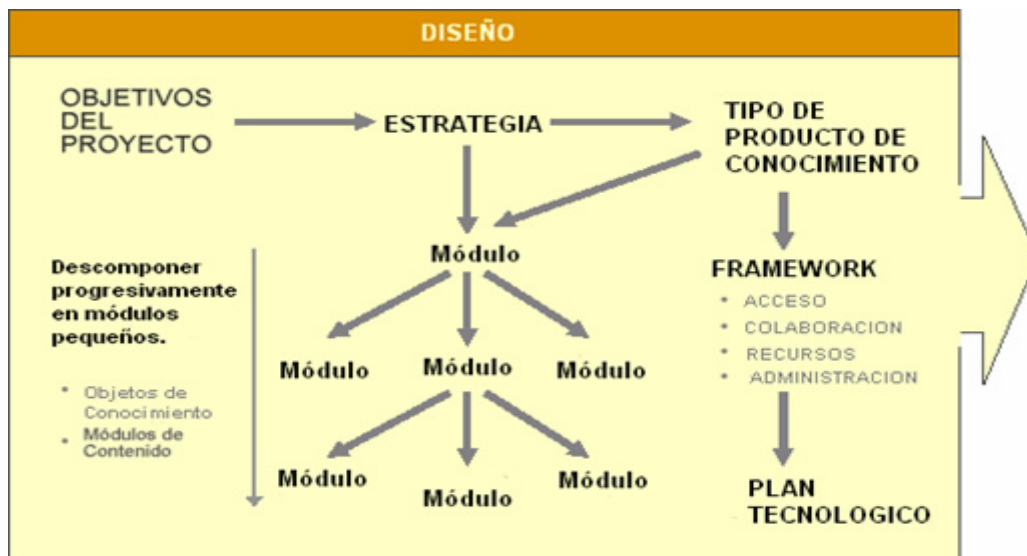 DISEÑO
OBJETIVOS
DEL
PROYECTO
ESTRATEGIA
TIPO DE
PRODUCTO DE
CONOCIMIENTO
Módulo
Descomponer
progresivamente
en módulos
pequeños.
• Objetos de
Conocimiento
• Módulos de
Contenido
Módulo
Módulo
Módulo
Módulo
Módulo
Módulo
FRAMEWORK
• ACCESO
• COLABORACION
• RECURSOS
• ADMINISTRACION
PLAN
TECNOLOGICO